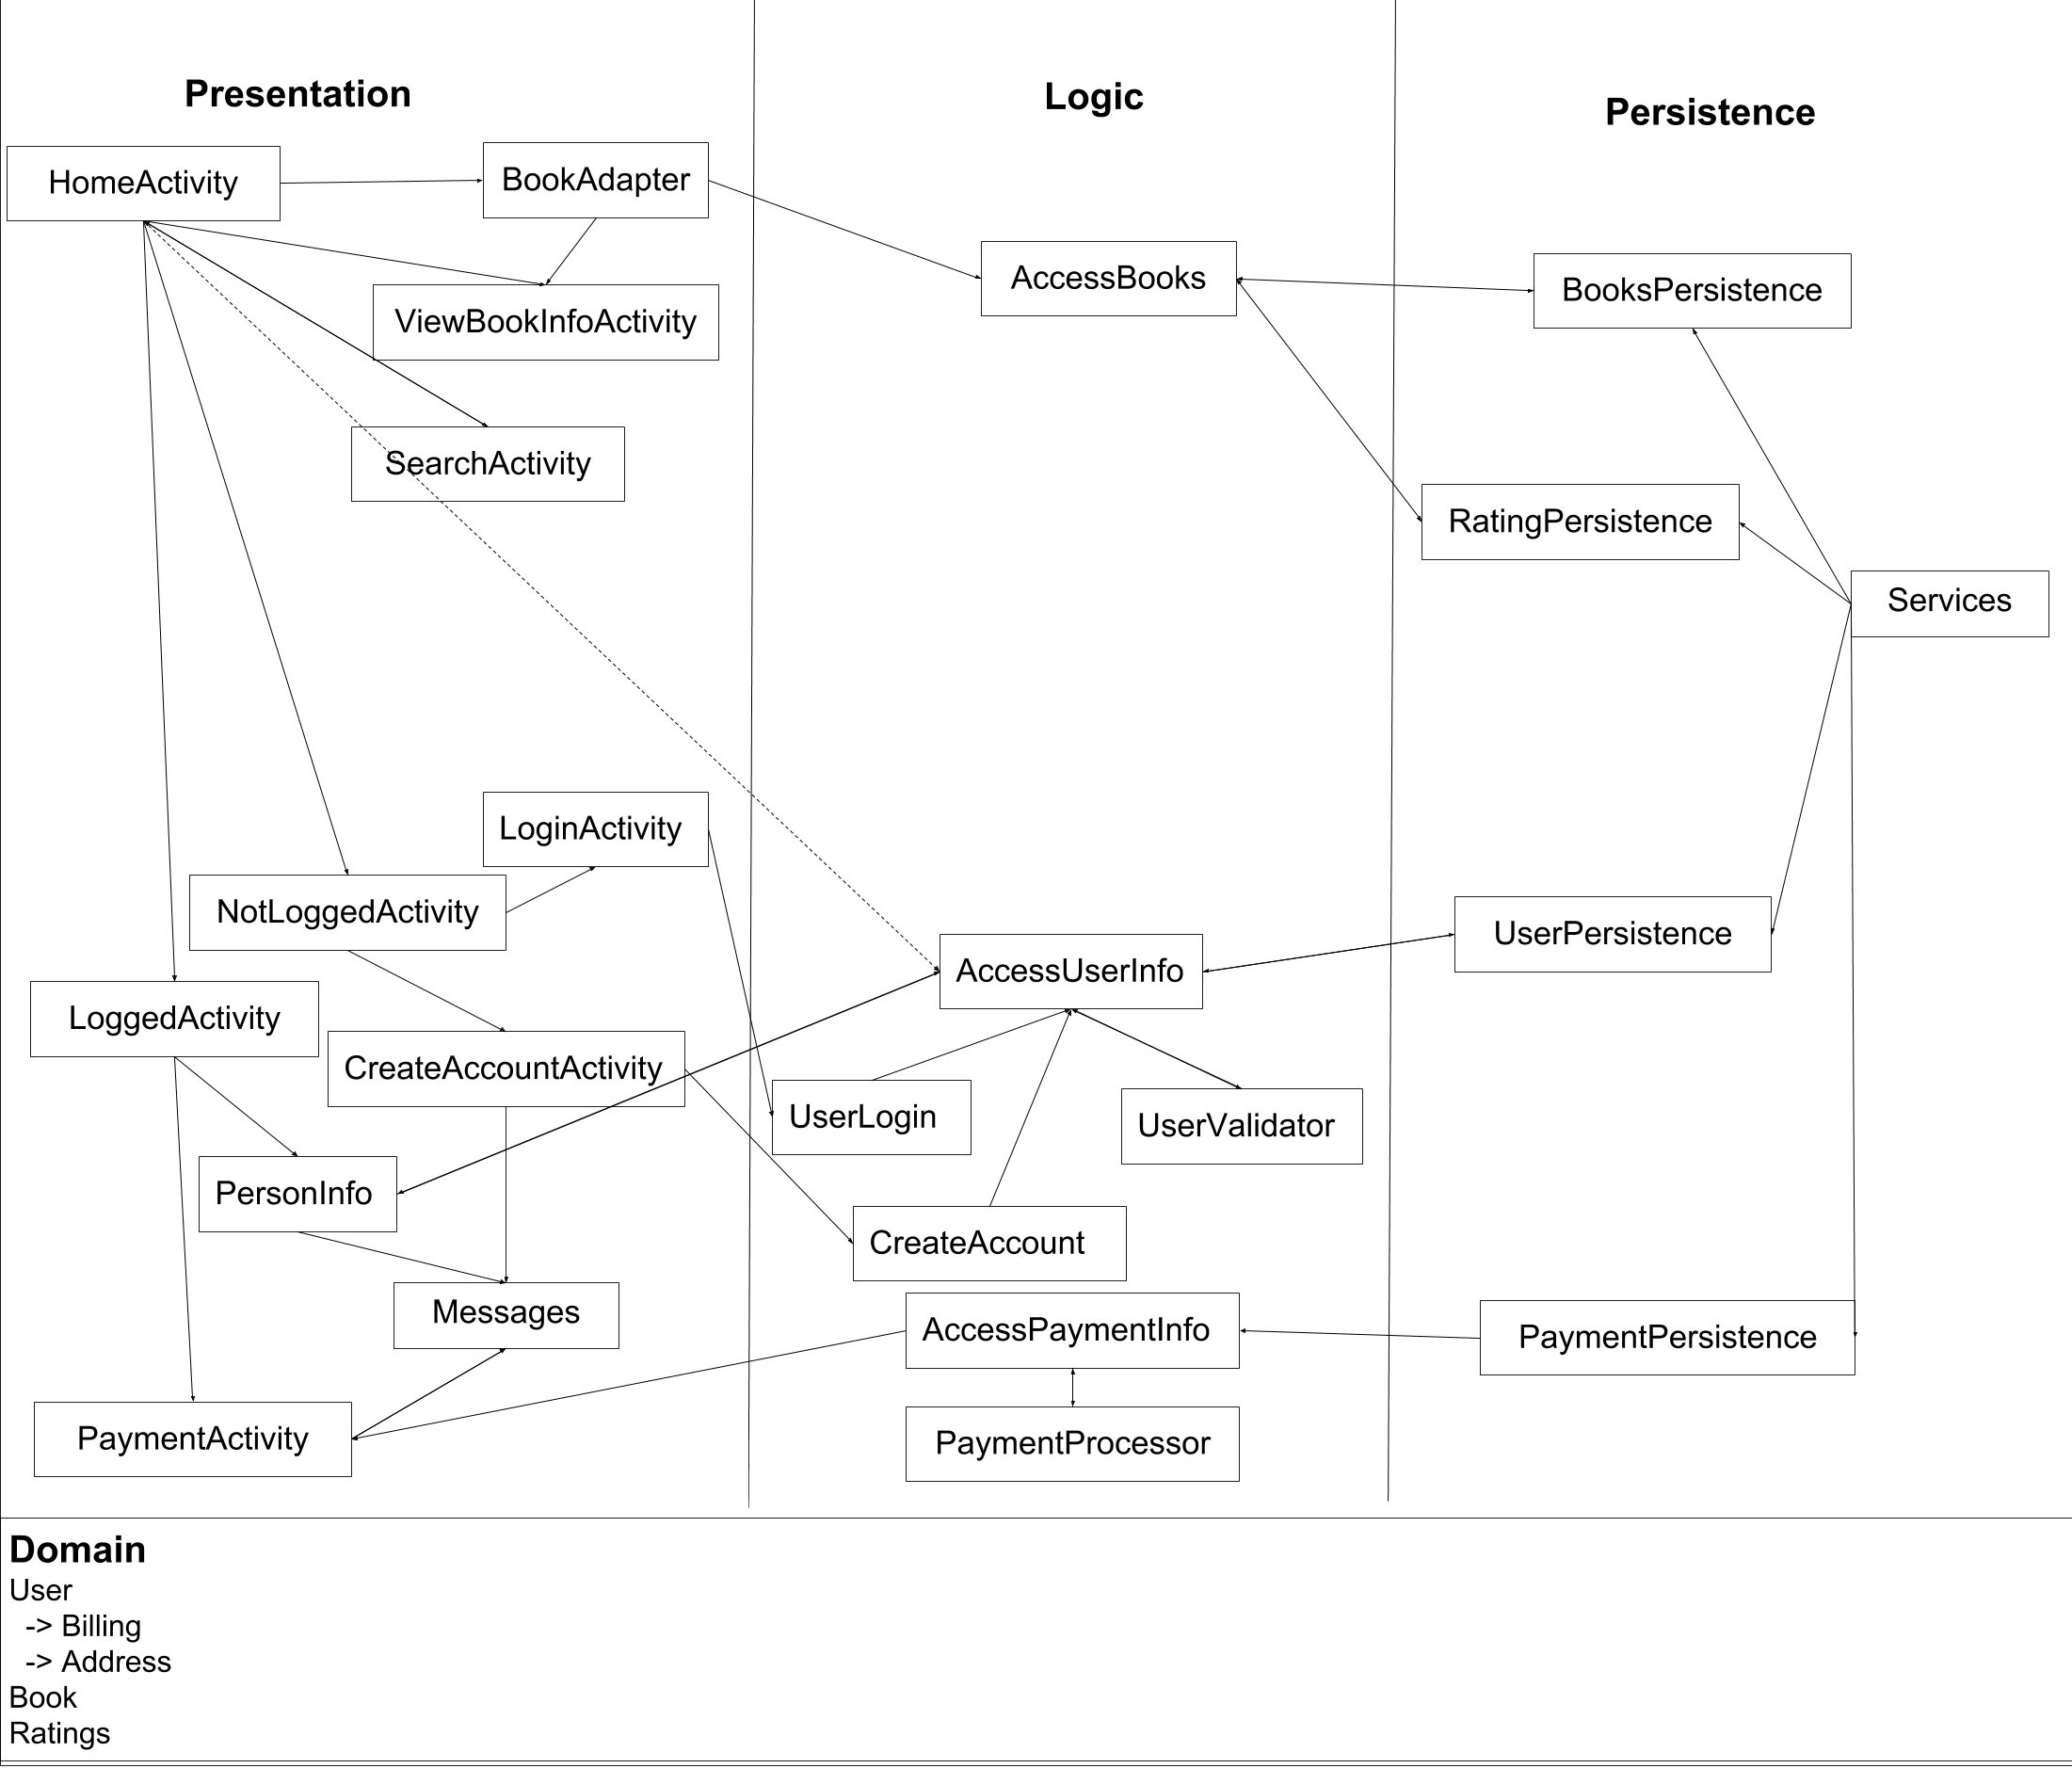 Presentation
Logic
Persistence
HomeActivity
BookAdapter
AccessBooks
BooksPersistence
ViewBookInfoActivity
SearchActivity
RatingPersistence
Services
LoginActivity
NotLoggedActivity
UserPersistence
AccessUserInfo
LoggedActivity
CreateAccountActivity
UserLogin
UserValidator
PersonInfo
CreateAccount
Messages
AccessPaymentInfo
PaymentPersistence
PaymentActivity
PaymentProcessor
Domain
User
-> Billing
-> Address
Book
Ratings